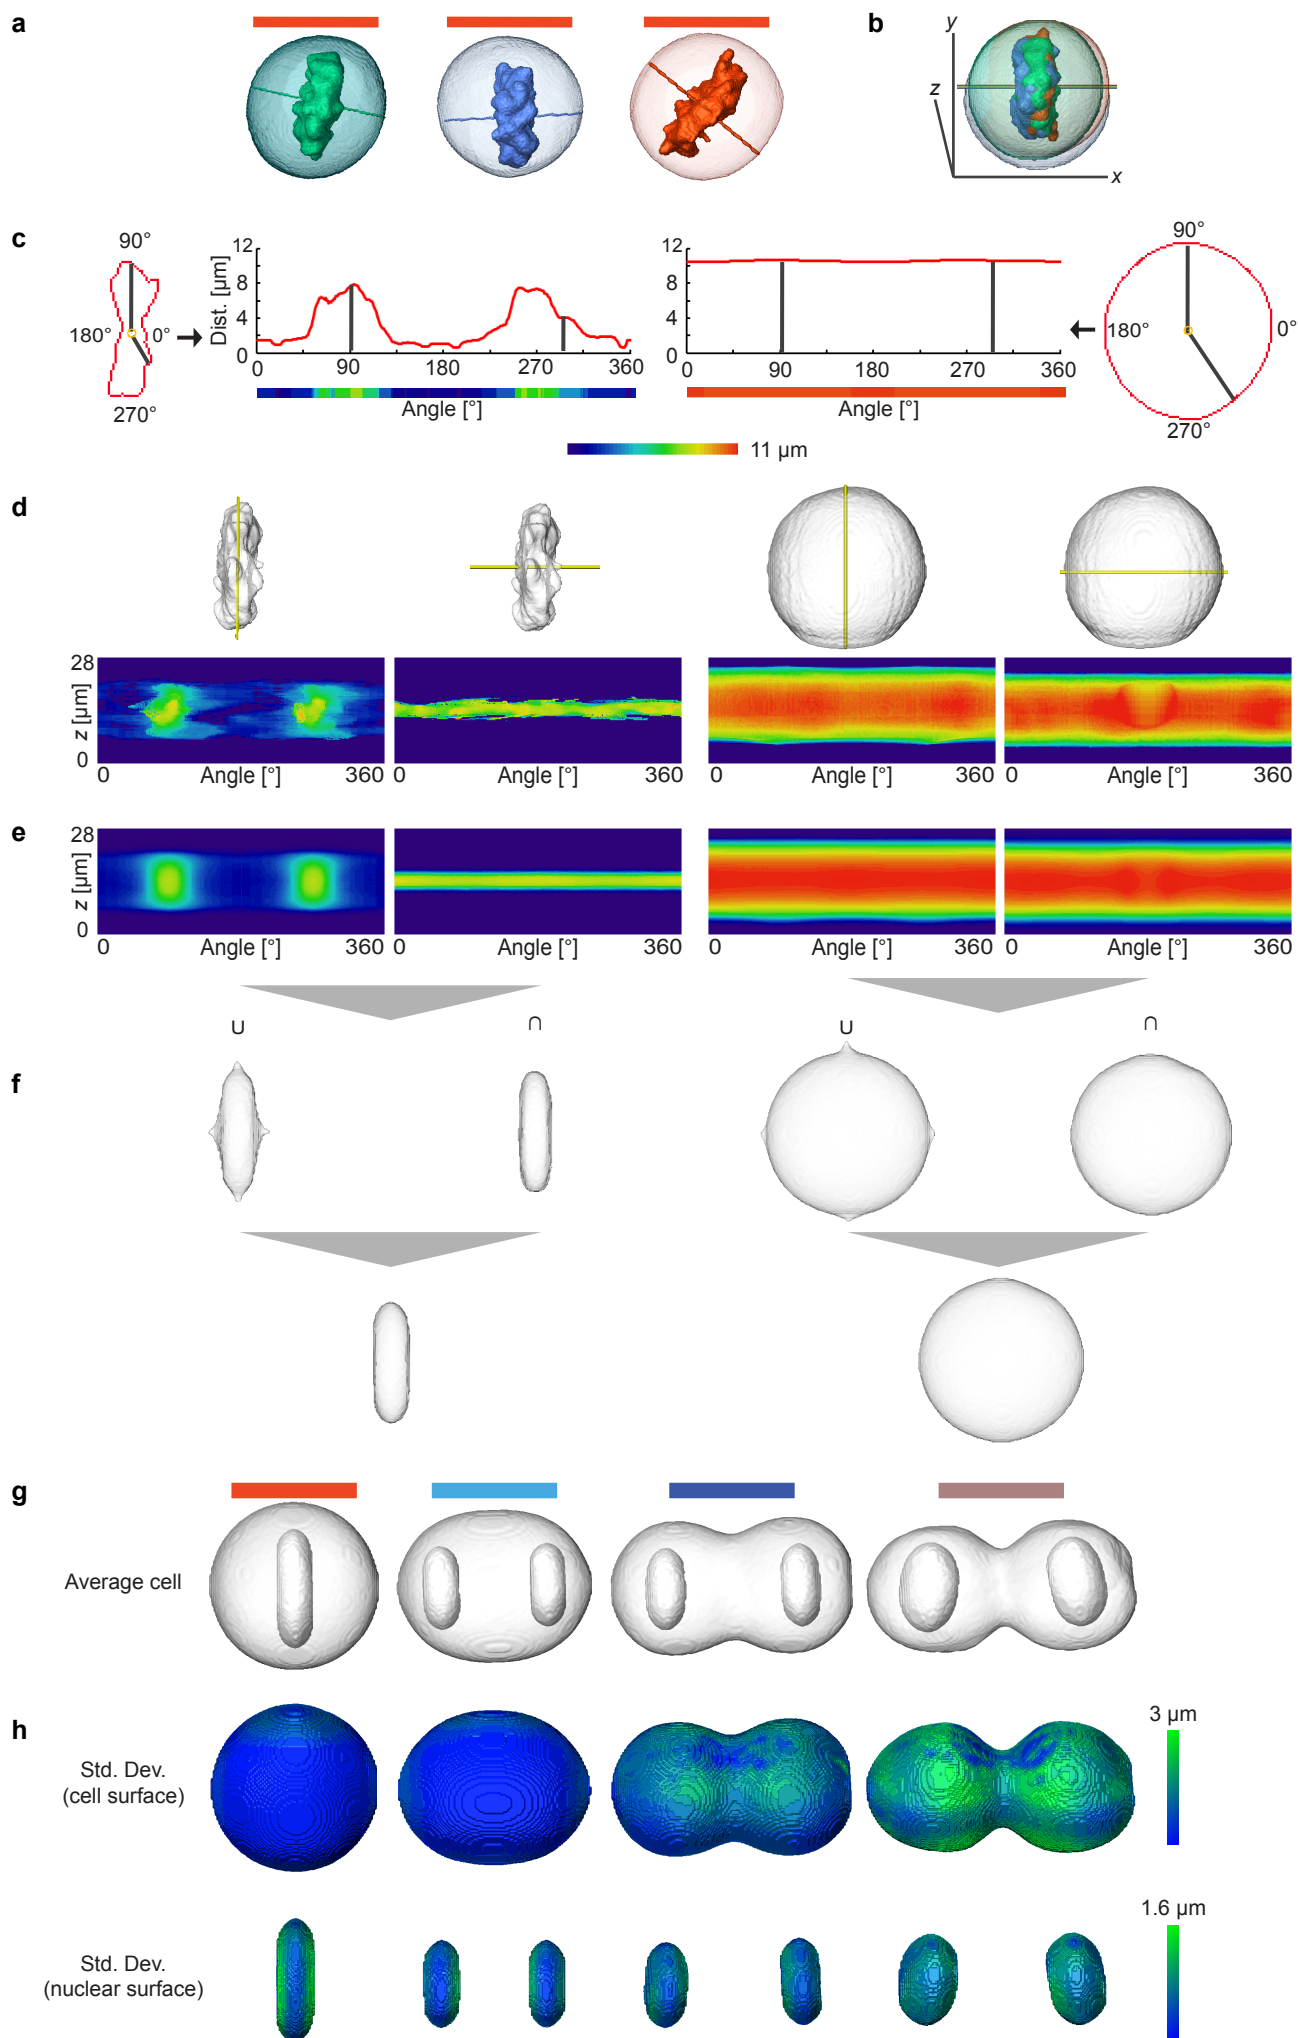 a
b
y
z
x
c
90°
180°
0°
270°
Dist. [µm]
12
8
4
0
0
90
180
270
360
Angle [°]
12
8
4
0
0
90
180
270
360
Angle [°]
90°
180°
0°
270°
11 µm
d
28
z [µm]
0
0 Angle [°] 360
0 Angle [°] 360
0 Angle [°] 360
0 Angle [°] 360
e
28
z [µm]
0
0 Angle [°] 360
0 Angle [°] 360
0 Angle [°] 360
0 Angle [°] 360
∪
∩
∪
∩
f
g
Average cell
h
3 µm
Std. Dev.
(cell surface)
1.6 µm
Std. Dev.
(nuclear surface)